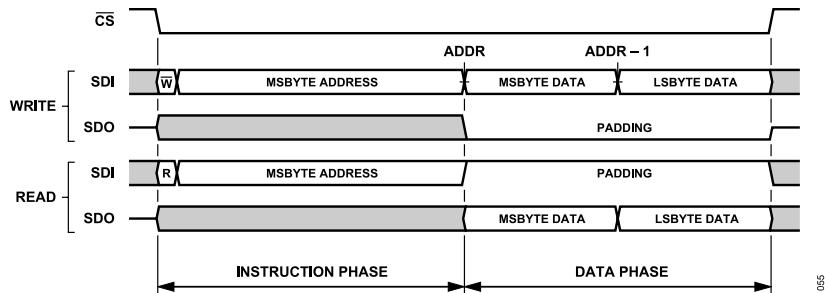 CS
ADDR ADDR – 1
SDI W MSBYTE ADDRESS MSBYTE DATA LSBYTE DATA
WRITE
SDO PADDING
SDI R MSBYTE ADDRESS PADDING
READ
SDO MSBYTE DATA LSBYTE DATA
INSTRUCTION PHASE DATA PHASE
055